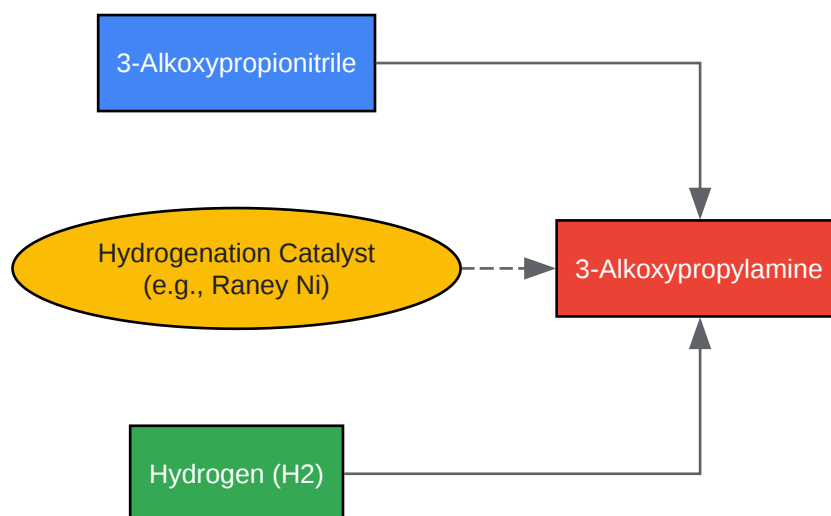 3-Alkoxypropionitrile
Hydrogenation Catalyst
(e.g., Raney Ni)
3-Alkoxypropylamine
Hydrogen (H2)